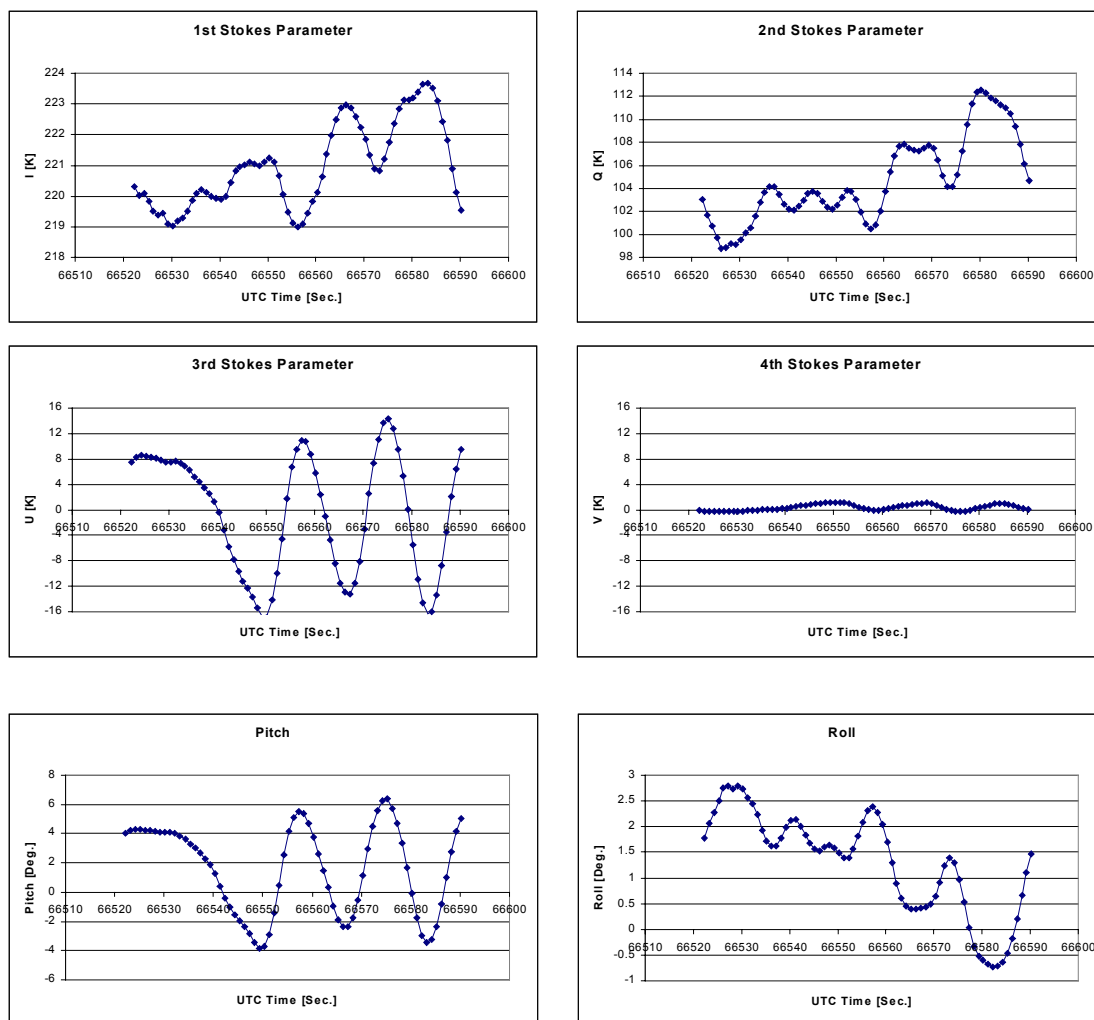 1st Stokes Parameter
I [K]
224
223
222
221
220
219
218
66510 66520 66530 66540 66550 66560 66570 66580 66590 66600
UTC Time [Sec.]
2nd Stokes Parameter
Q [K]
114
112
110
108
106
104
102
100
98
66510 66520 66530 66540 66550 66560 66570 66580 66590 66600
UTC Time [Sec.]
3rd Stokes Parameter
U [K]
16
12
8
4
0
-4
-8
-12
-16
66510 66520 66530 66540 66550 66560 66570 66580 66590 66600
UTC Time [Sec.]
4th Stokes Parameter
V [K]
16
12
8
4
0
-4
-8
-12
-16
66510 66520 66530 66540 66550 66560 66570 66580 66590 66600
UTC Time [Sec.]
Pitch
Pitch [Deg.]
8
6
4
2
0
-2
-4
-6
66510 66520 66530 66540 66550 66560 66570 66580 66590 66600
UTC Time [Sec.]
Roll
Roll [Deg.]
3
2.5
2
1.5
1
0.5
0
-0.5
-1
66510 66520 66530 66540 66550 66560 66570 66580 66590 66600
UTC Time [Sec.]